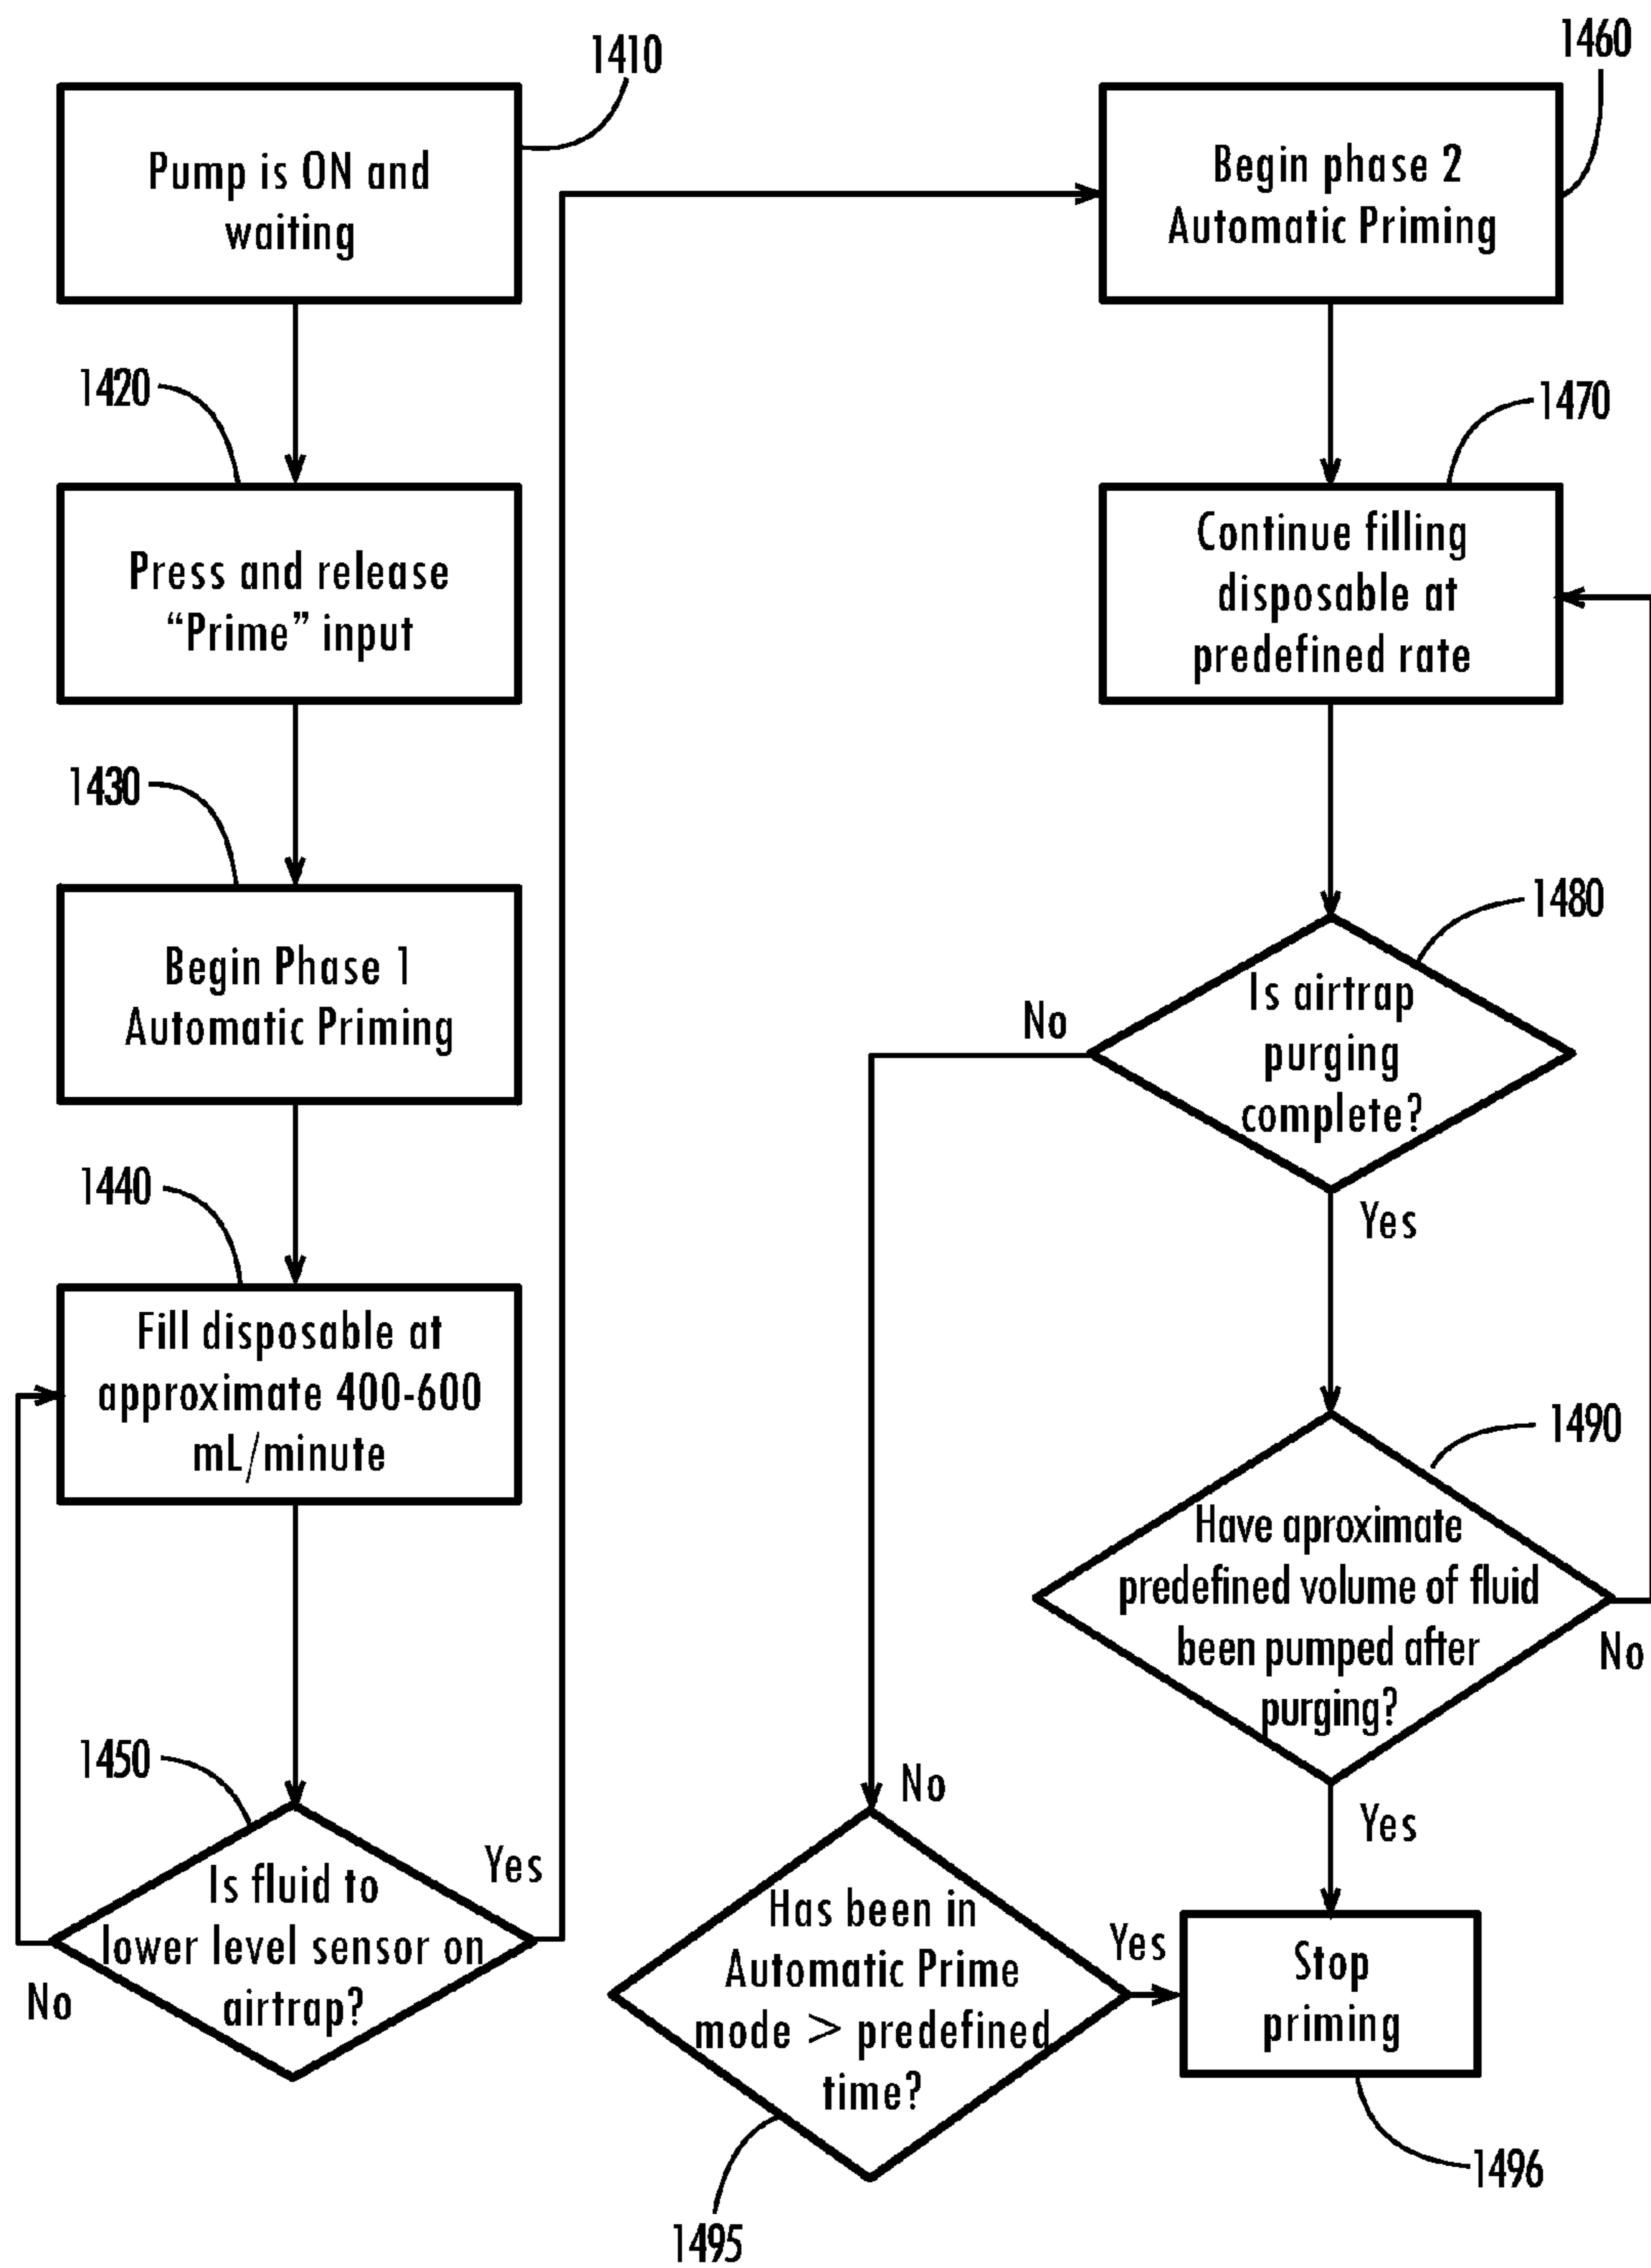 1410
Pump is ON and
waiting
1420
Press and release
“Prime” input
1430
Begin Phase 1
Automatic Priming
1440
Fill disposable at
approximate 400-600
mL/minute
1450
Is fluid to
lower level sensor on
airtrap?
Yes
No
1460
Begin phase 2
Automatic Priming
1470
Continue filling
disposable at
predefined rate
1480
Is airtrap
purging
complete?
No
Yes
1490
Have aproximate
predefined volume of fluid
been pumped after
purging?
No
Yes
No
Has been in
Automatic Prime
mode > predefined
time?
Yes
1495
Stop
priming
1496